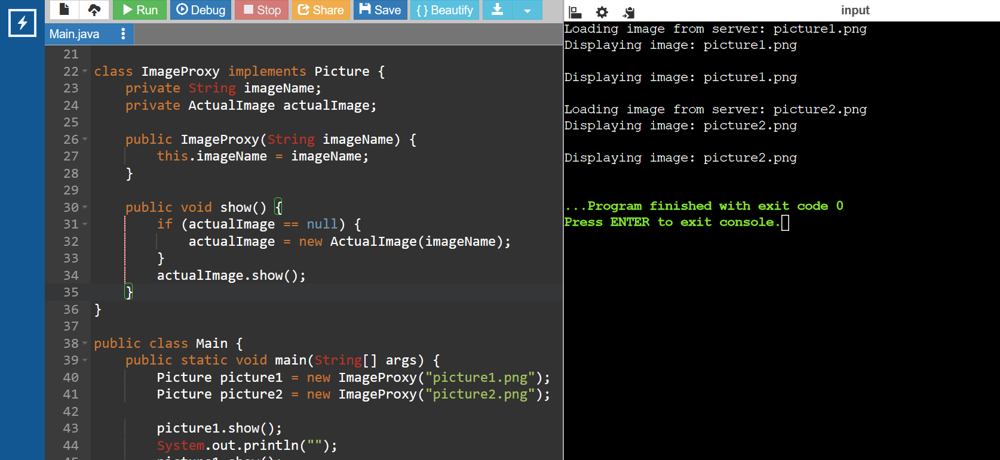 Run Debug Stop Share Save { } Beautify
Main.java
21
22 class ImageProxy implements Picture {
23 private String imageName;
24 private ActualImage actualImage;
25
26 public ImageProxy(String imageName) {
27 this.imageName = imageName;
28 }
29
30 public void show() {
31 if (actualImage == null) {
32 actualImage = new ActualImage(imageName);
33 }
34 actualImage.show();
35 }
36 }
37
38 public class Main {
39 public static void main(String[] args) {
40 Picture picture1 = new ImageProxy("picture1.png");
41 Picture picture2 = new ImageProxy("picture2.png");
42
43 picture1.show();
44 System.out.println("");
45 picture1.show();
input
Loading image from server: picture1.png
Displaying image: picture1.png
Displaying image: picture1.png
Loading image from server: picture2.png
Displaying image: picture2.png
Displaying image: picture2.png
...Program finished with exit code 0
Press ENTER to exit console.